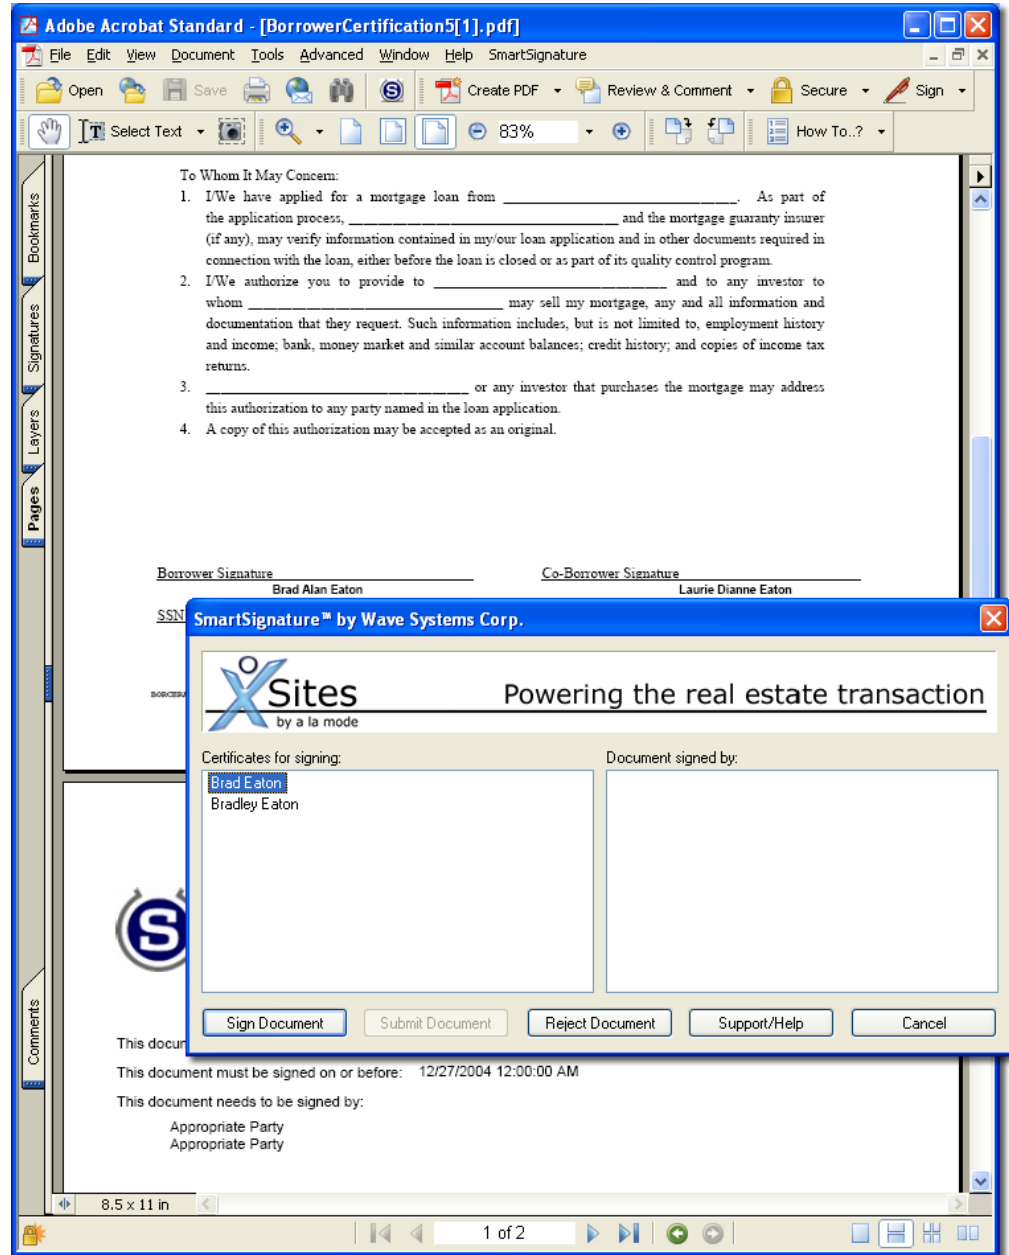 Adobe Acrobat Standard - [BorrowerCertification5[1].pdf]
File Edit View Document Tools Advanced Window Help SmartSignature
Open Save Create PDF Review & Comment Secure Sign
Select Text 83% How To..?
Bookmarks
Signatures
Layers
Pages
Comments
To Whom It May Concern:
1. I/We have applied for a mortgage loan from ____________________. As part of
the application process, ____________________ and the mortgage guaranty insurer
(if any), may verify information contained in my/our loan application and in other documents required in
connection with the loan, either before the loan is closed or as part of its quality control program.
2. I/We authorize you to provide to ____________________ and to any investor to
whom ____________________ may sell my mortgage, any and all information and
documentation that they request. Such information includes, but is not limited to, employment history
and income; bank, money market and similar account balances; credit history; and copies of income tax
returns.
3. ____________________ or any investor that purchases the mortgage may address
this authorization to any party named in the loan application.
4. A copy of this authorization may be accepted as an original.
Borrower Signature Co-Borrower Signature
Brad Alan Eaton Laurie Dianne Eaton
SSN
SmartSignature™ by Wave Systems Corp.
XSites
by a la mode
Powering the real estate transaction
Certificates for signing: Document signed by:
Brad Eaton
Bradley Eaton
Sign Document Submit Document Reject Document Support/Help Cancel
S
This docum
This document must be signed on or before: 12/27/2004 12:00:00 AM
This document needs to be signed by:
Appropriate Party
Appropriate Party
8.5 x 11 in
1 of 2